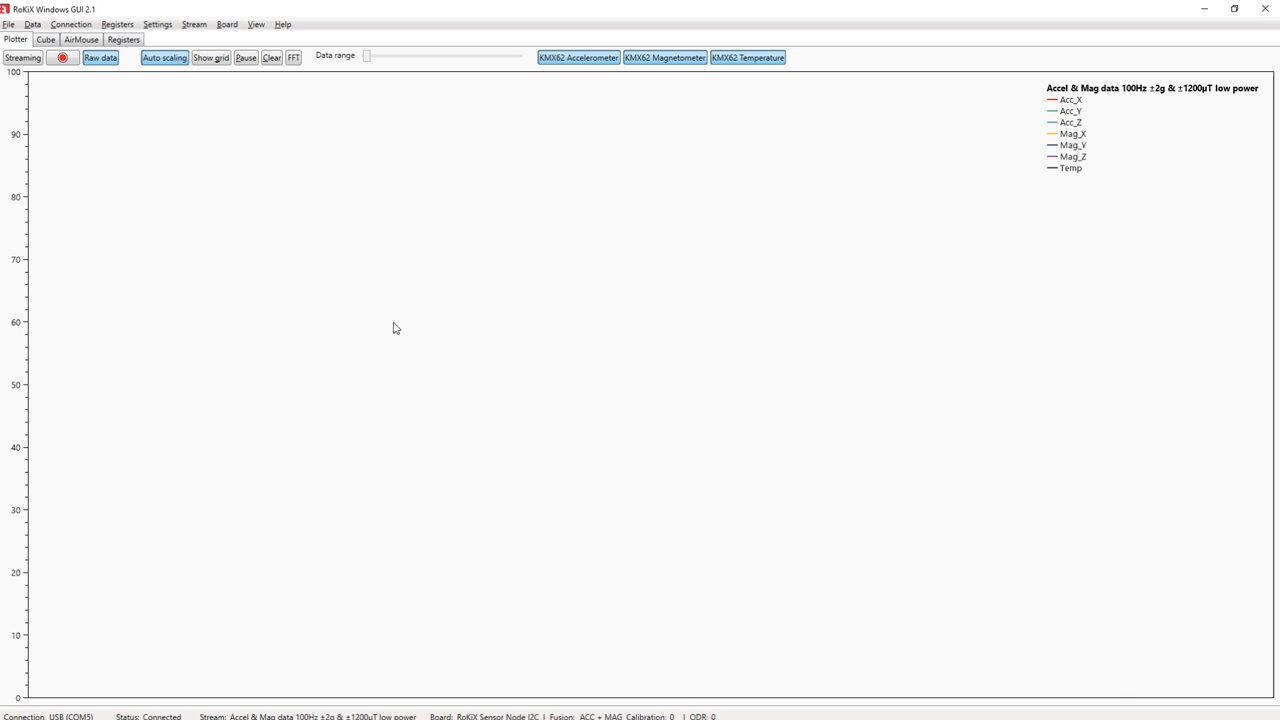 RoKiX Windows GUI 2.1
File Data Connection Registers Settings Stream Board View Help
Plotter Cube AirMouse Registers
Streaming Raw data Auto scaling Show grid Pause Clear FFT Data range KMX62 Accelerometer KMX62 Magnetometer KMX62 Temperature
100
Accel & Mag data 100Hz ±2g & ±1200µT low power
Acc_X
Acc_Y
Acc_Z
Mag_X
90
Mag_Y
Mag_Z
Temp
80
70
60
50
40
30
20
10
0
Connection: USB (COM5) Status: Connected Stream: Accel & Mag data 100Hz ±2g & ±1200µT low power Board: RoKiX Sensor Node I2C | Fusion: ACC + MAG Calibration: 0 | ODR: 0